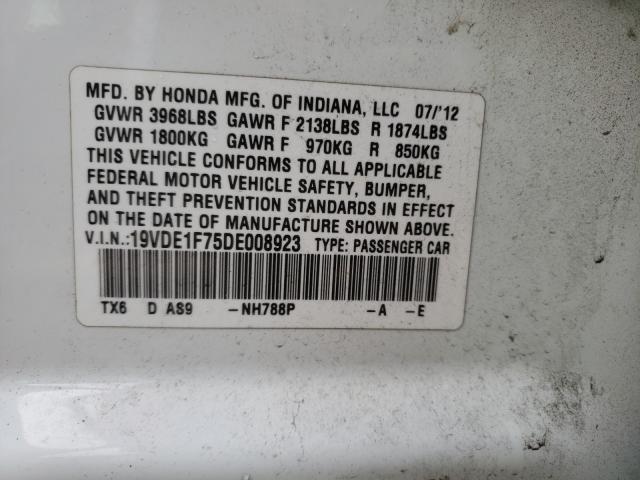 MFD. BY HONDA MFG. OF INDIANA, LLC 07/'12
GVWR 3968LBS GAWR F 2138LBS R 1874LBS
GVWR 1800KG GAWR F 970KG R 850KG
THIS VEHICLE CONFORMS TO ALL APPLICABLE
FEDERAL MOTOR VEHICLE SAFETY, BUMPER,
AND THEFT PREVENTION STANDARDS IN EFFECT
ON THE DATE OF MANUFACTURE SHOWN ABOVE.
V.I.N.:19VDE1F75DE008923 TYPE: PASSENGER CAR
TX6 D AS9 -NH788P -A -E